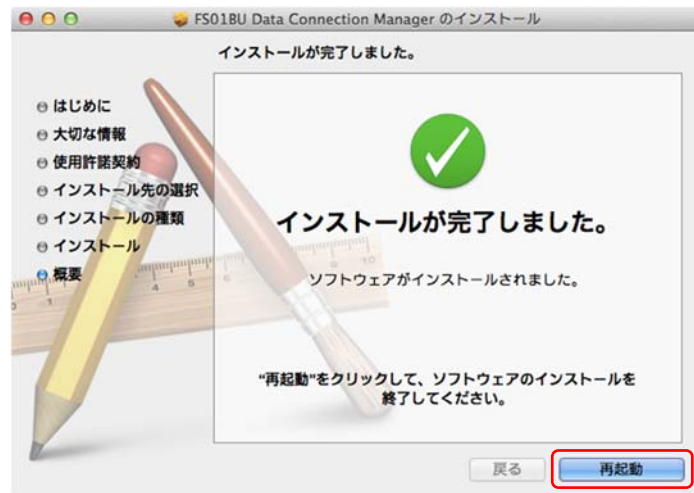 FS01BU Data Connection Manager のインストール
インストールが完了しました。
はじめに
大切な情報
使用許諾契約
インストール先の選択
インストールの種類
インストール
概要
インストールが完了しました。
ソフトウェアがインストールされました。
“再起動”をクリックして、ソフトウェアのインストールを
終了してください。
戻る
再起動